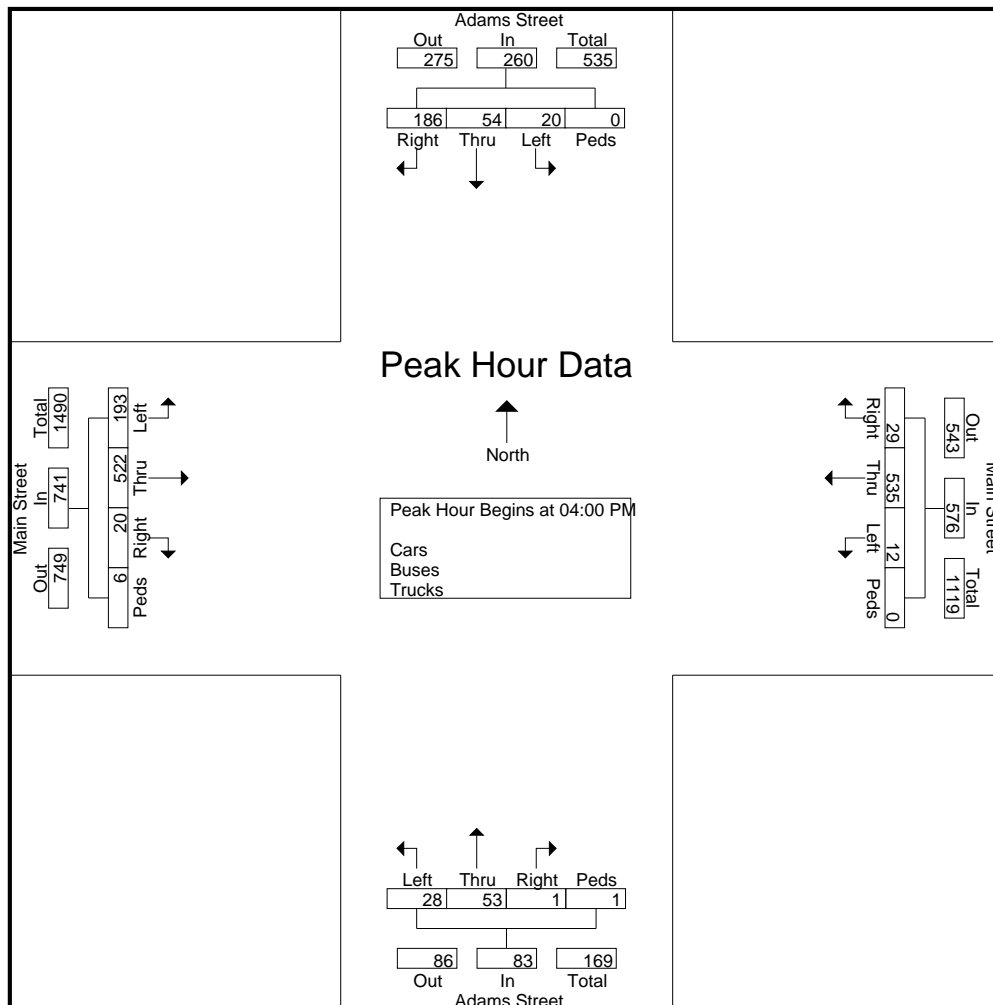 Adams Street
Out In Total
275 260 535
186 54 20 0
Right Thru Left Peds
Peak Hour Data
North
Peak Hour Begins at 04:00 PM
Cars
Buses
Trucks
Main Street
Total In Out
1490 741 749
193 522 20 6
Left Thru Right Peds
Right Thru Left Peds
29 535 12 0
543 576 1119
Out In Total
Main Street
Left Thru Right Peds
28 53 1 1
86 83 169
Out In Total
Adams Street